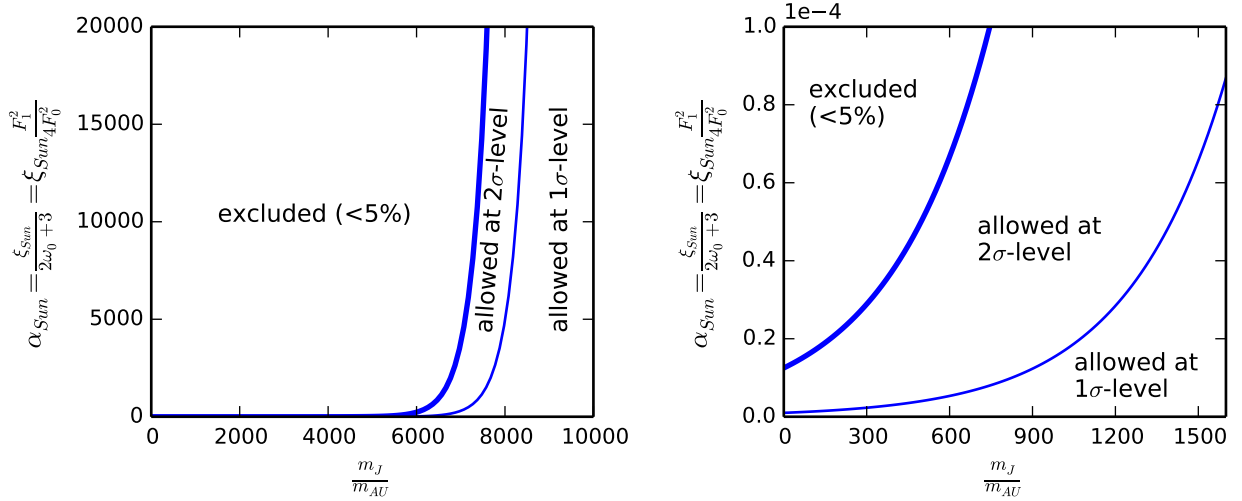 20000
15000
10000
5000
0
α_Sun = ξ_Sun/(2ω_0 + 3) = ξ_Sun F_1^2/(4F_0^2)
excluded (<5%)
allowed at 2σ-level
allowed at 1σ-level
0 2000 4000 6000 8000 10000
m_J/m_AU
1e−4
1.0
0.8
0.6
0.4
0.2
0.0
α_Sun = ξ_Sun/(2ω_0 + 3) = ξ_Sun F_1^2/(4F_0^2)
excluded
(<5%)
allowed at
2σ-level
allowed at
1σ-level
0 300 600 900 1200 1500
m_J/m_AU